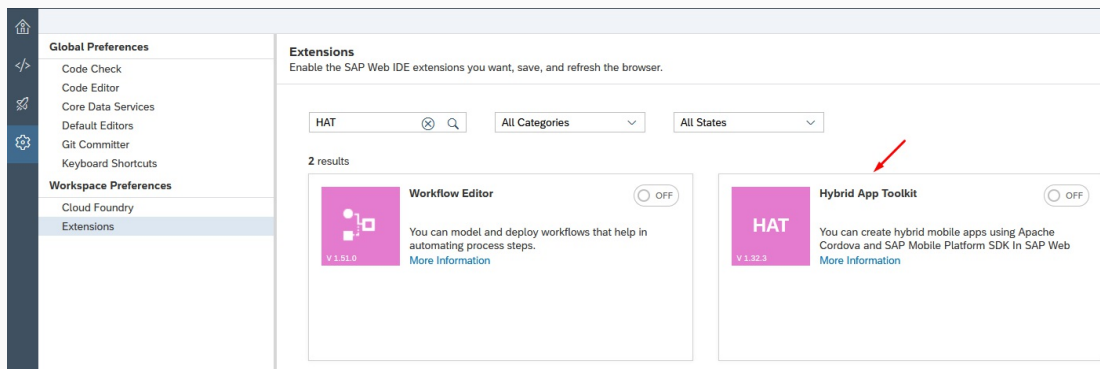 Global Preferences
Code Check
Code Editor
Core Data Services
Default Editors
Git Committer
Keyboard Shortcuts
Workspace Preferences
Cloud Foundry
Extensions
Extensions
Enable the SAP Web IDE extensions you want, save, and refresh the browser.
HAT
All Categories
All States
2 results
Workflow Editor
OFF
You can model and deploy workflows that help in
automating process steps.
More Information
V 1.51.0
Hybrid App Toolkit
OFF
HAT
You can create hybrid mobile apps using Apache
Cordova and SAP Mobile Platform SDK In SAP Web
More Information
V 1.32.3